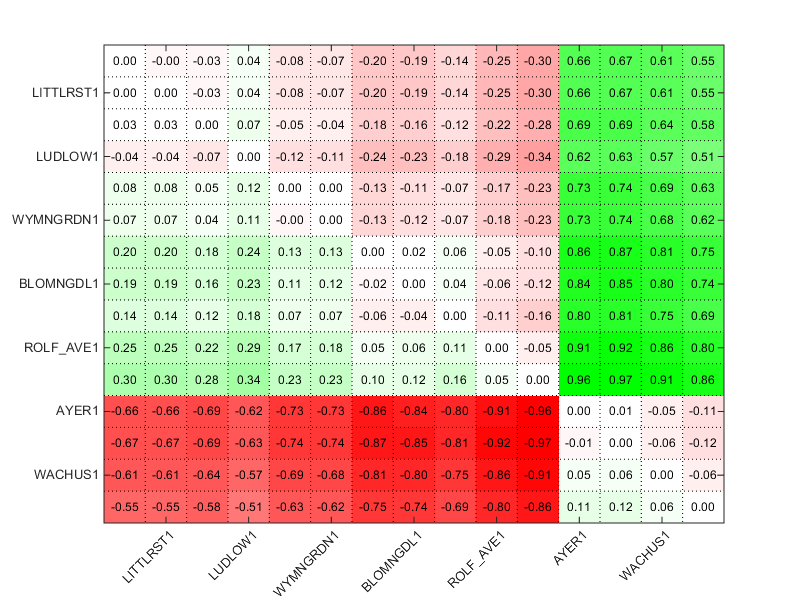 0.00 -0.00 -0.03 0.04 -0.08 -0.07 -0.20 -0.19 -0.14 -0.25 -0.30 0.66 0.67 0.61 0.55
LITTLRST1 0.00 0.00 -0.03 0.04 -0.08 -0.07 -0.20 -0.19 -0.14 -0.25 -0.30 0.66 0.67 0.61 0.55
0.03 0.03 0.00 0.07 -0.05 -0.04 -0.18 -0.16 -0.12 -0.22 -0.28 0.69 0.69 0.64 0.58
LUDLOW1 -0.04 -0.04 -0.07 0.00 -0.12 -0.11 -0.24 -0.23 -0.18 -0.29 -0.34 0.62 0.63 0.57 0.51
0.08 0.08 0.05 0.12 0.00 0.00 -0.13 -0.11 -0.07 -0.17 -0.23 0.73 0.74 0.69 0.63
WYMNGRDN1 0.07 0.07 0.04 0.11 -0.00 0.00 -0.13 -0.12 -0.07 -0.18 -0.23 0.73 0.74 0.68 0.62
0.20 0.20 0.18 0.24 0.13 0.13 0.00 0.02 0.06 -0.05 -0.10 0.86 0.87 0.81 0.75
BLOMNGDL1 0.19 0.19 0.16 0.23 0.11 0.12 -0.02 0.00 0.04 -0.06 -0.12 0.84 0.85 0.80 0.74
0.14 0.14 0.12 0.18 0.07 0.07 -0.06 -0.04 0.00 -0.11 -0.16 0.80 0.81 0.75 0.69
ROLF_AVE1 0.25 0.25 0.22 0.29 0.17 0.18 0.05 0.06 0.11 0.00 -0.05 0.91 0.92 0.86 0.80
0.30 0.30 0.28 0.34 0.23 0.23 0.10 0.12 0.16 0.05 0.00 0.96 0.97 0.91 0.86
AYER1 -0.66 -0.66 -0.69 -0.62 -0.73 -0.73 -0.86 -0.84 -0.80 -0.91 -0.96 0.00 0.01 -0.05 -0.11
-0.67 -0.67 -0.69 -0.63 -0.74 -0.74 -0.87 -0.85 -0.81 -0.92 -0.97 -0.01 0.00 -0.06 -0.12
WACHUS1 -0.61 -0.61 -0.64 -0.57 -0.69 -0.68 -0.81 -0.80 -0.75 -0.86 -0.91 0.05 0.06 0.00 -0.06
-0.55 -0.55 -0.58 -0.51 -0.63 -0.62 -0.75 -0.74 -0.69 -0.80 -0.86 0.11 0.12 0.06 0.00
LITTLRST1 LUDLOW1 WYMNGRDN1 BLOMNGDL1 ROLF_AVE1 AYER1 WACHUS1